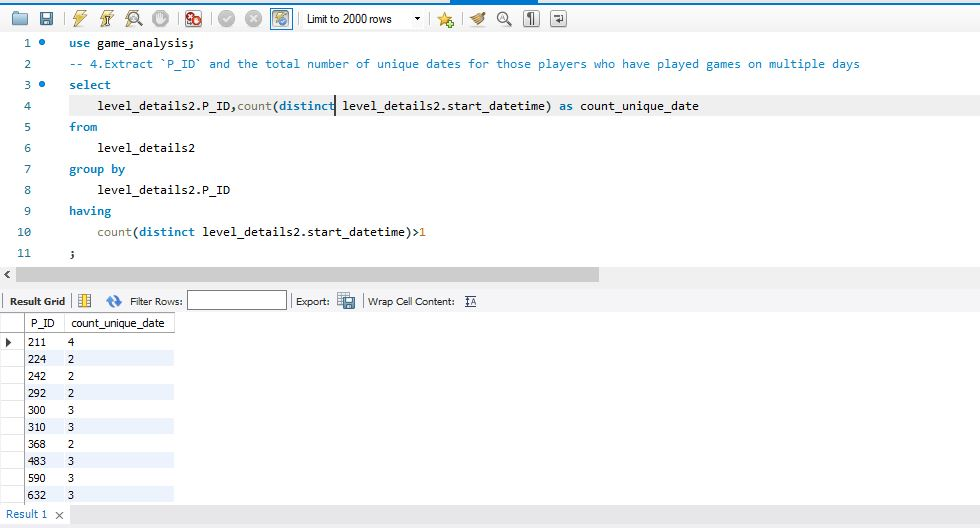 Limit to 2000 rows
1 use game_analysis;
2 -- 4.Extract `P_ID` and the total number of unique dates for those players who have played games on multiple days
3 select
4 level_details2.P_ID,count(distinct level_details2.start_datetime) as count_unique_date
5 from
6 level_details2
7 group by
8 level_details2.P_ID
9 having
10 count(distinct level_details2.start_datetime)>1
11 ;
Result Grid Filter Rows: Export: Wrap Cell Content: IA
P_ID count_unique_date
211 4
224 2
242 2
292 2
300 3
310 3
368 2
483 3
590 3
632 3
Result 1